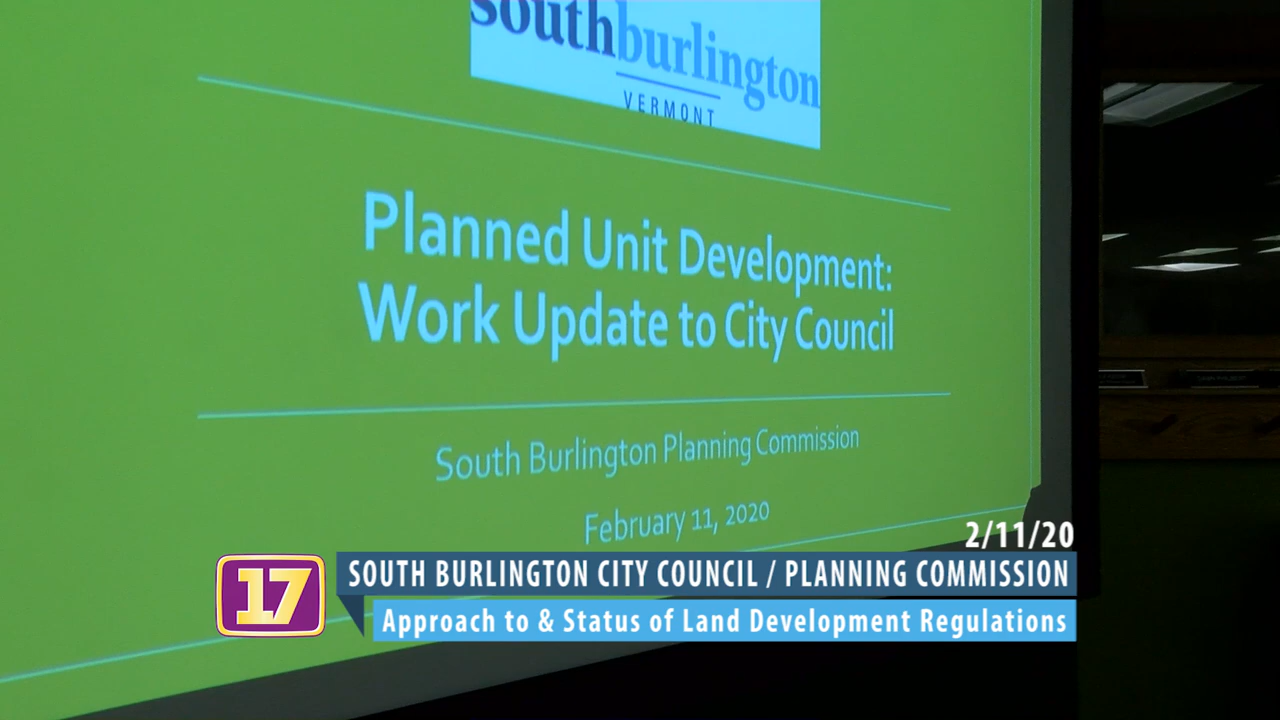 southburlington
VERMONT
Planned Unit Development:
Work Update to City Council
South Burlington Planning Commission
February 11, 2020
2/11/20
17
SOUTH BURLINGTON CITY COUNCIL / PLANNING COMMISSION
Approach to & Status of Land Development Regulations